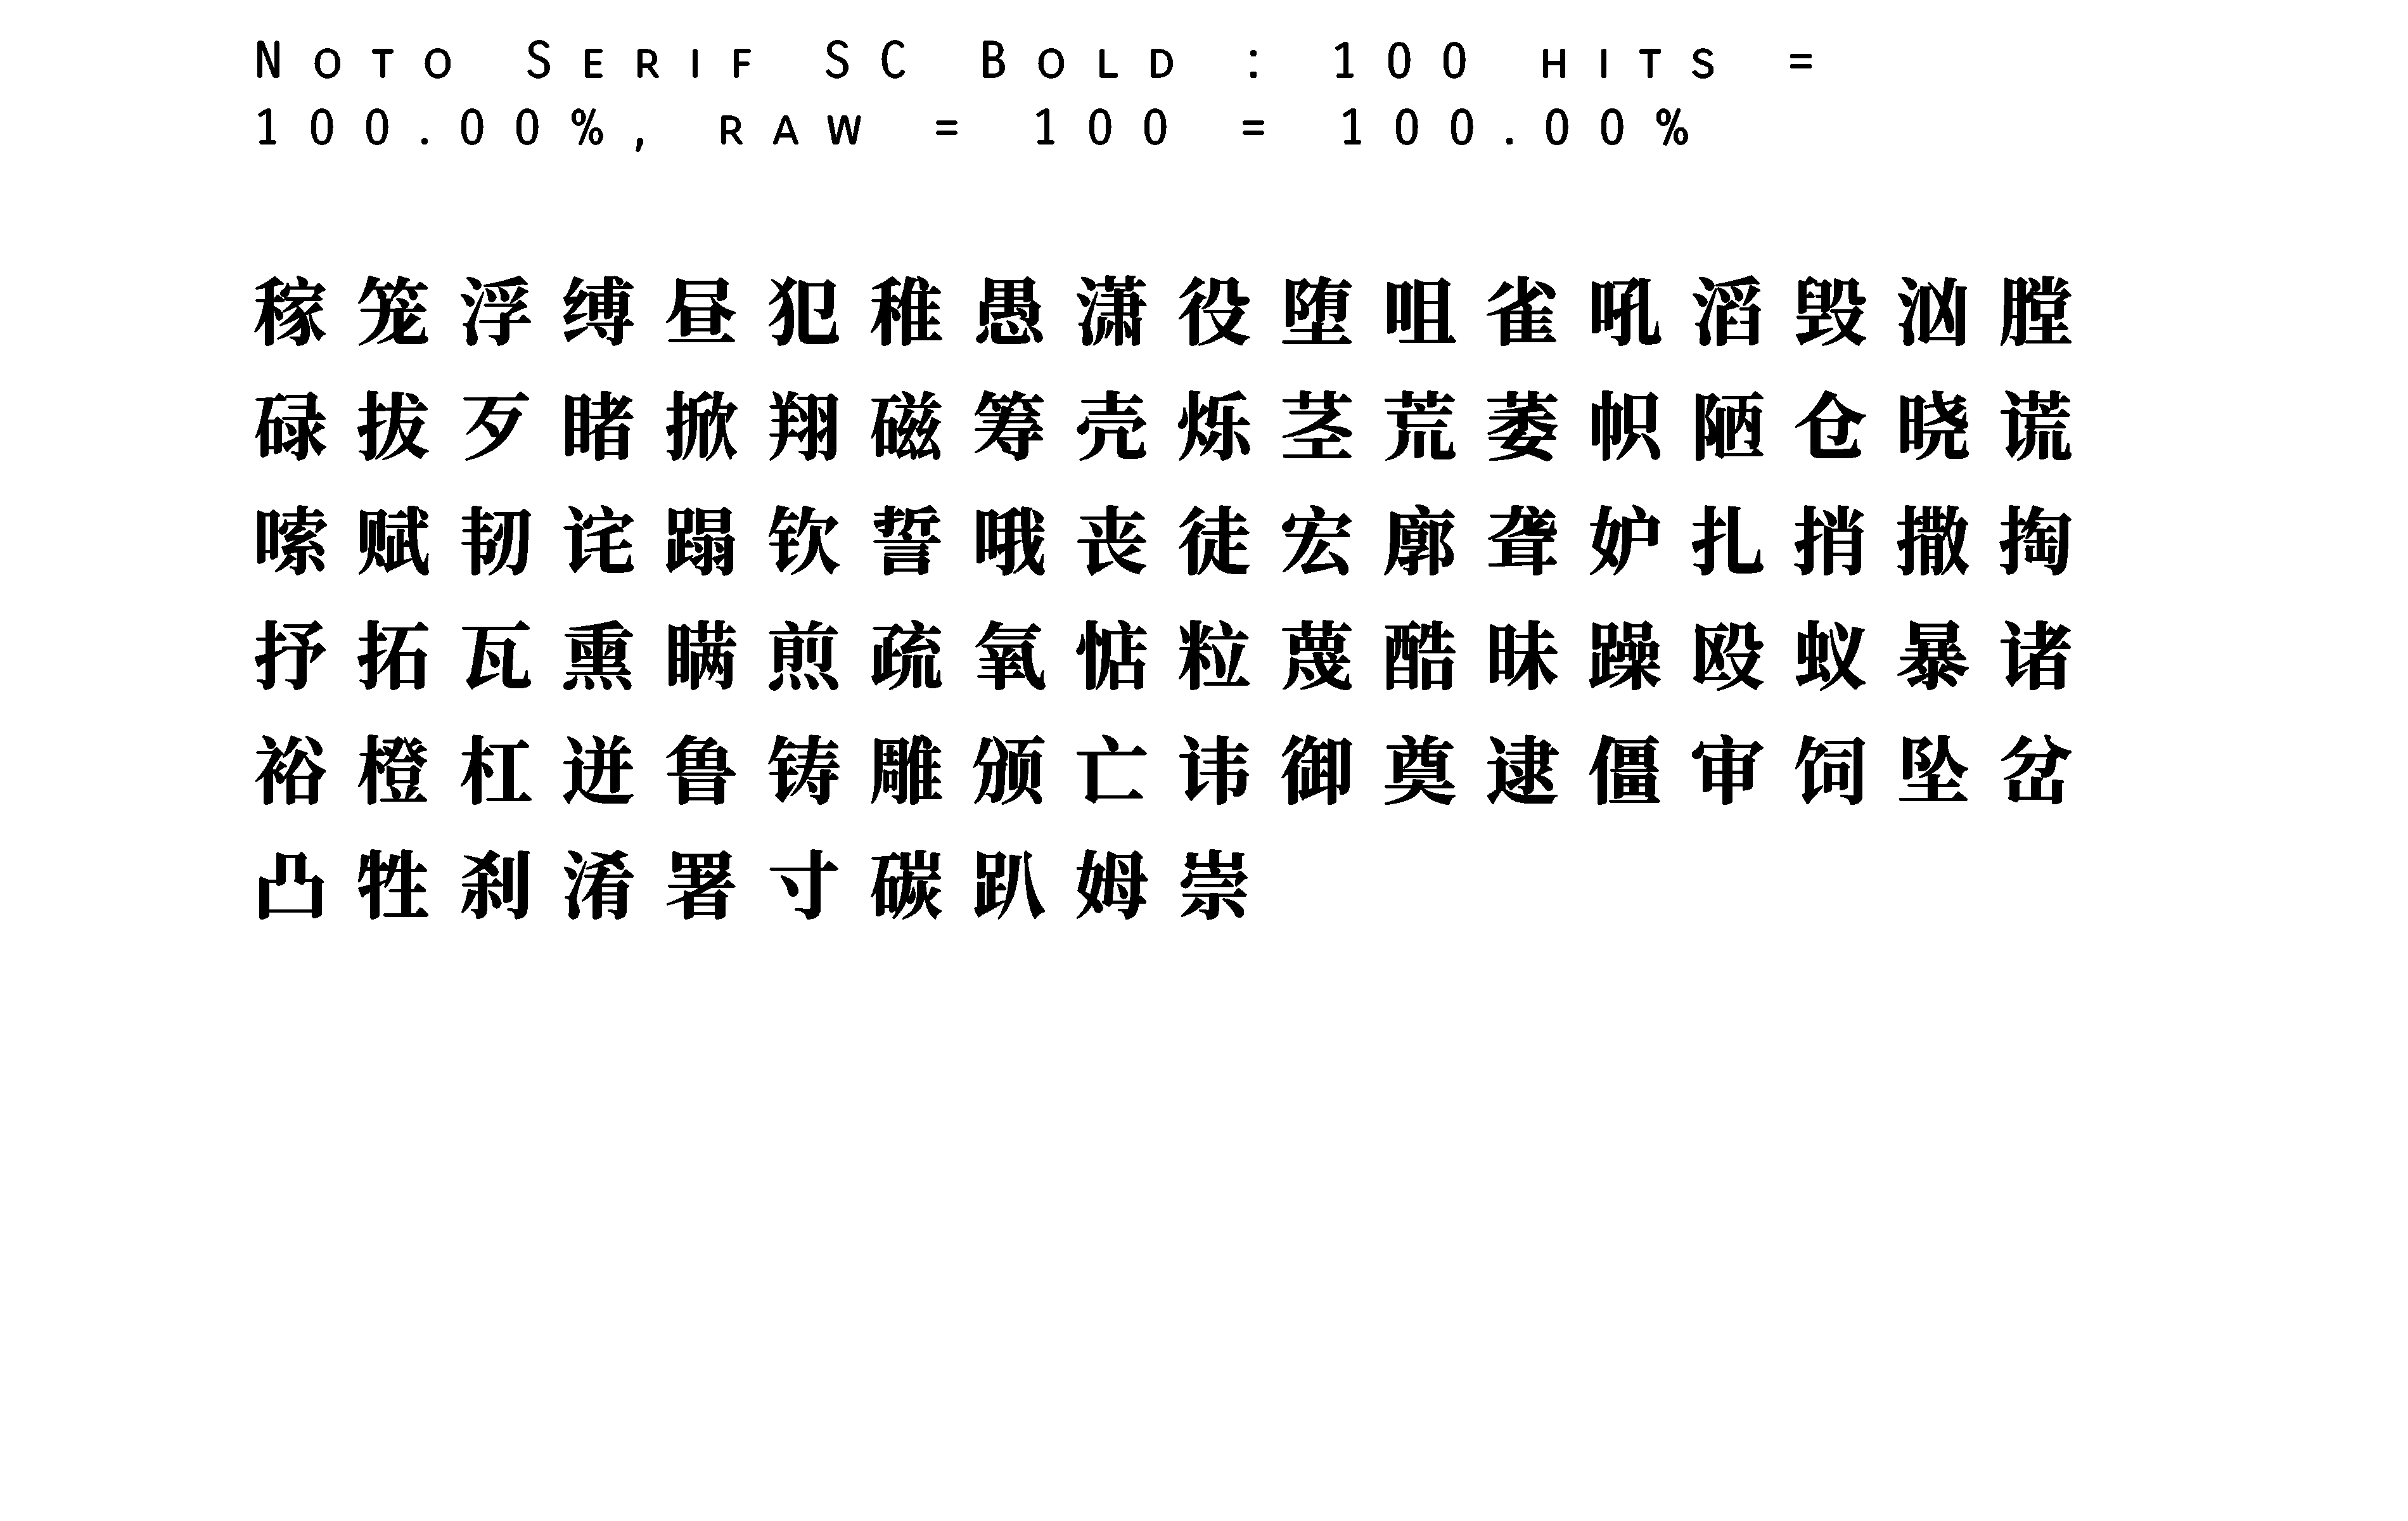 Noto Serif SC Bold : 100 hits =
100.00%, raw = 100 = 100.00%
稼笼浮缚昼犯稚愚潇役堕咀雀吼滔毁汹膛
碌拔歹睹掀翔磁筹壳烁茎荒萎帜陋仓晓谎
嗦赋韧诧蹋钦誓哦丧徒宏廓聋妒扎捎撒掏
抒拓瓦熏瞒煎疏氧惦粒蔑酷昧躁殴蚁暴诸
裕橙杠迸鲁铸雕颁亡讳御奠逮僵审饲坠岔
凸牲刹淆署寸碳趴姆崇